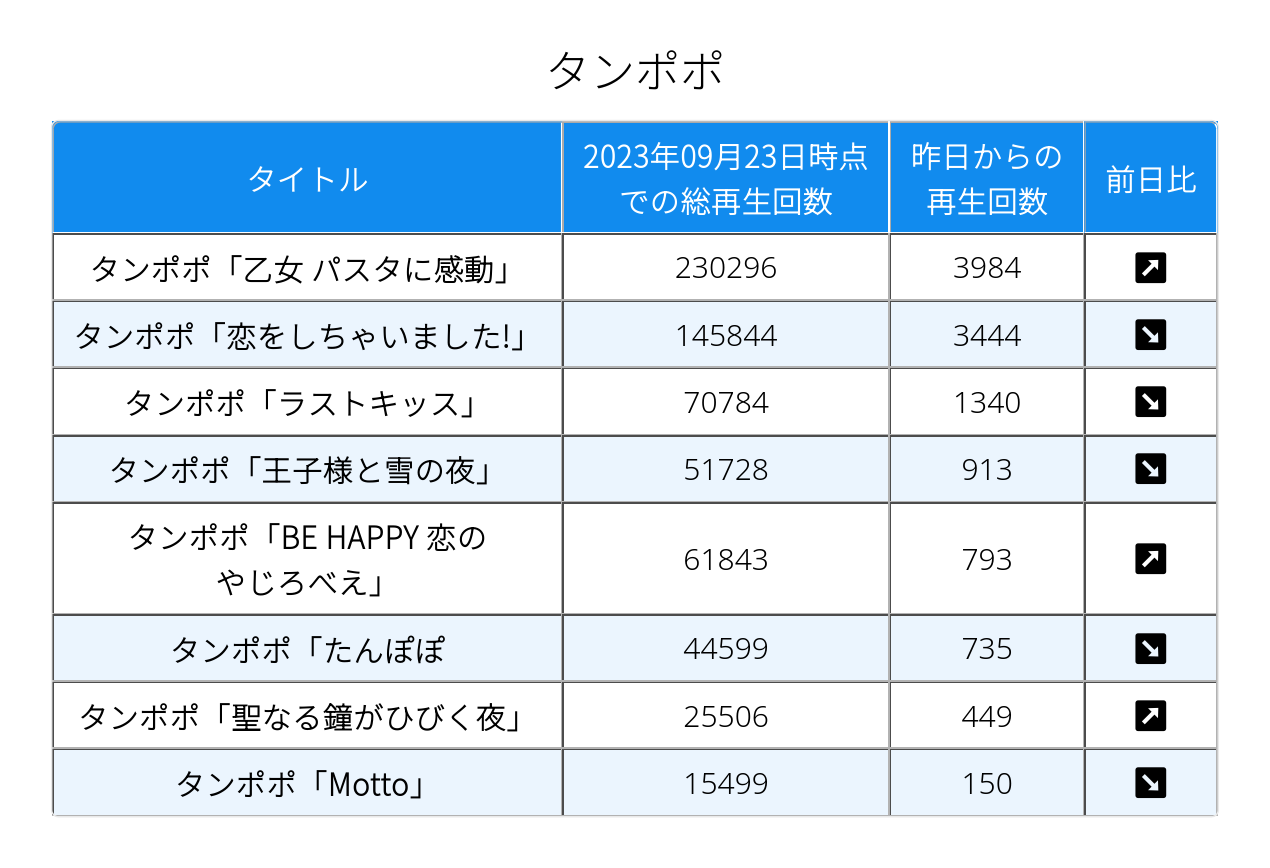 タンポポ
タイトル
2023年09月23日時点
での総再生回数
昨日からの
再生回数
前日比
タンポポ「乙女 パスタに感動」
230296
3984
タンポポ「恋をしちゃいました!」
145844
3444
タンポポ「ラストキッス」
70784
1340
タンポポ「王子様と雪の夜」
51728
913
タンポポ「BE HAPPY 恋の
やじろべえ」
61843
793
タンポポ「たんぽぽ
44599
735
タンポポ「聖なる鐘がひびく夜」
25506
449
タンポポ「Motto」
15499
150